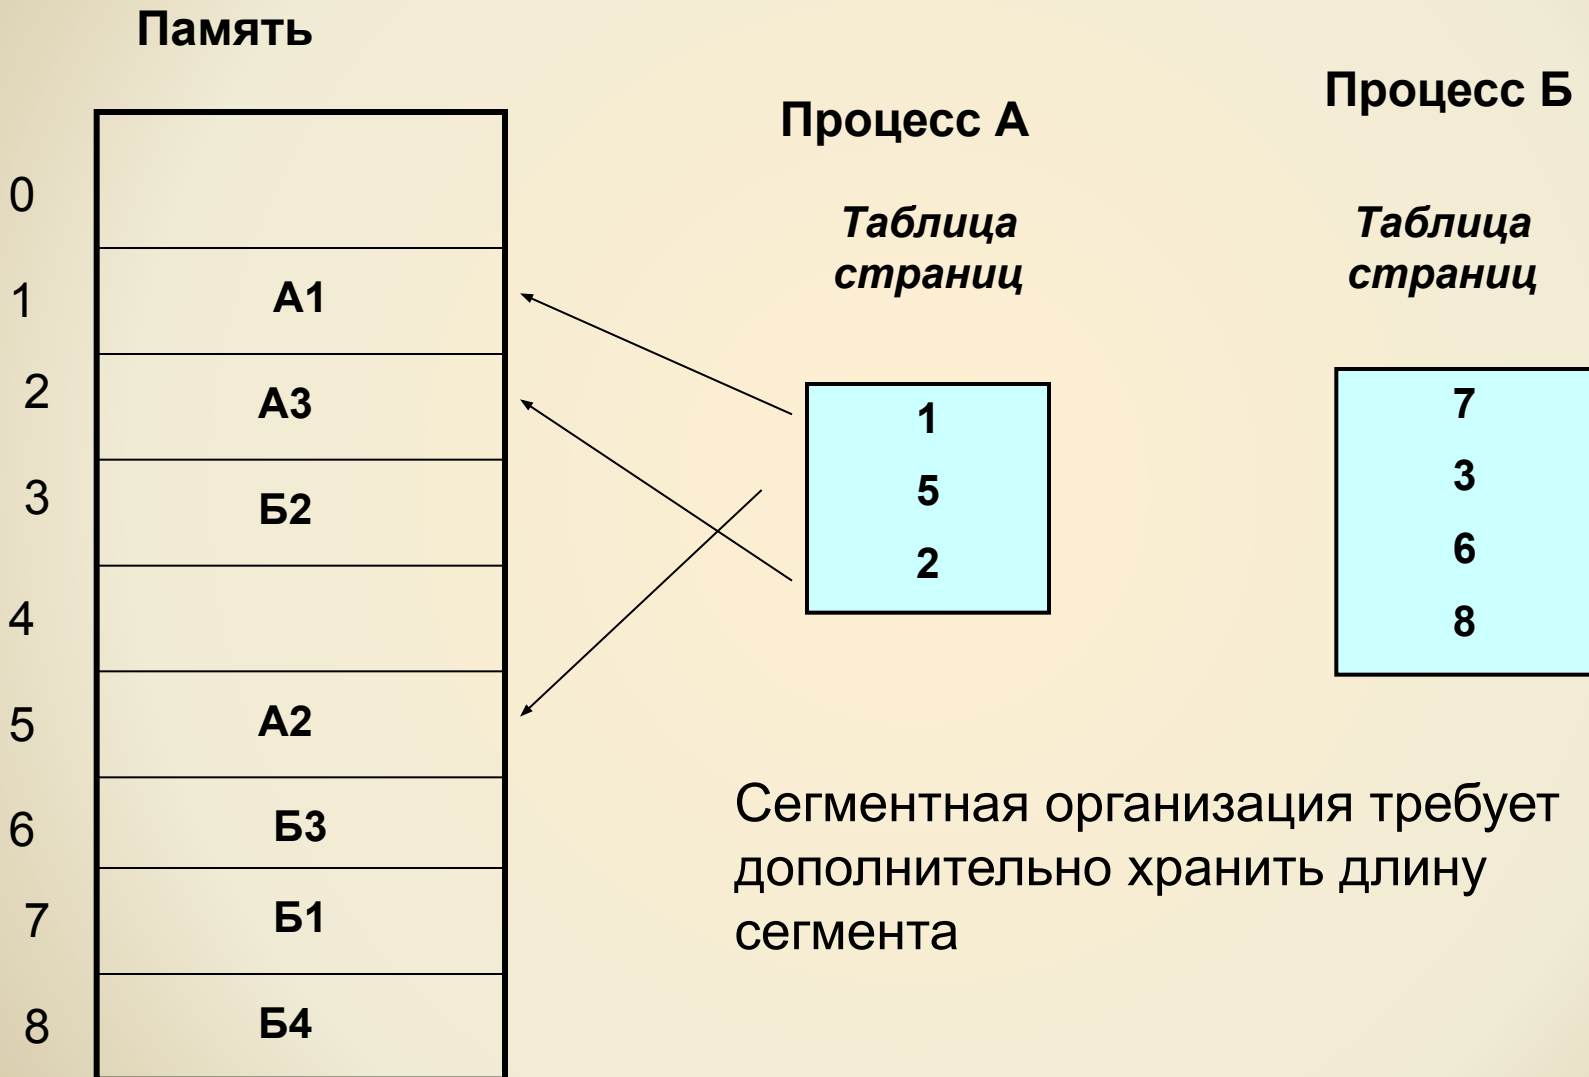 Память
0
1
А1
2
А3
3
Б2
4
5
А2
6
Б3
7
Б1
8
Б4
Процесс А
Таблица
страниц
1
5
2
Процесс Б
Таблица
страниц
7
3
6
8
Сегментная организация требует
дополнительно хранить длину
сегмента